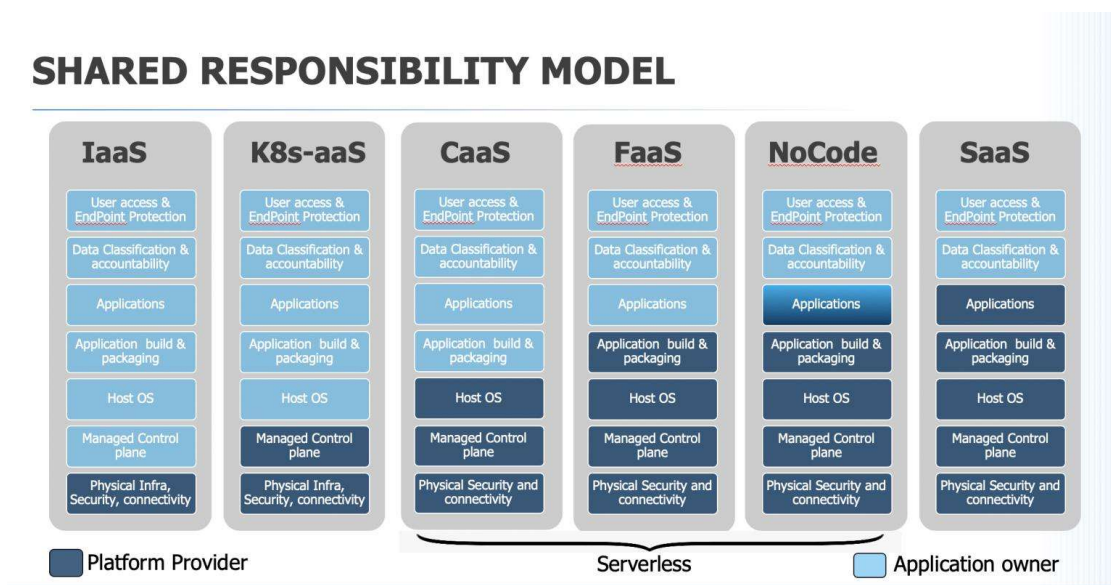 SHARED RESPONSIBILITY MODEL
IaaS
User access &
EndPoint Protection
Data Classification &
accountability
Applications
Application build &
packaging
Host OS
Managed Control
plane
Physical Infra,
Security, connectivity
K8s-aaS
User access &
EndPoint Protection
Data Classification &
accountability
Applications
Application build &
packaging
Host OS
Managed Control
plane
Physical Infra,
Security, connectivity
CaaS
User access &
EndPoint Protection
Data Classification &
accountability
Applications
Application build &
packaging
Host OS
Managed Control
plane
Physical Security and
connectivity
FaaS
User access &
EndPoint Protection
Data Classification &
accountability
Applications
Application build &
packaging
Host OS
Managed Control
plane
Physical Security and
connectivity
NoCode
User access &
EndPoint Protection
Data Classification &
accountability
Applications
Application build &
packaging
Host OS
Managed Control
plane
Physical Security and
connectivity
SaaS
User access &
EndPoint Protection
Data Classification &
accountability
Applications
Application build &
packaging
Host OS
Managed Control
plane
Physical Security and
connectivity
Platform Provider
Serverless
Application owner